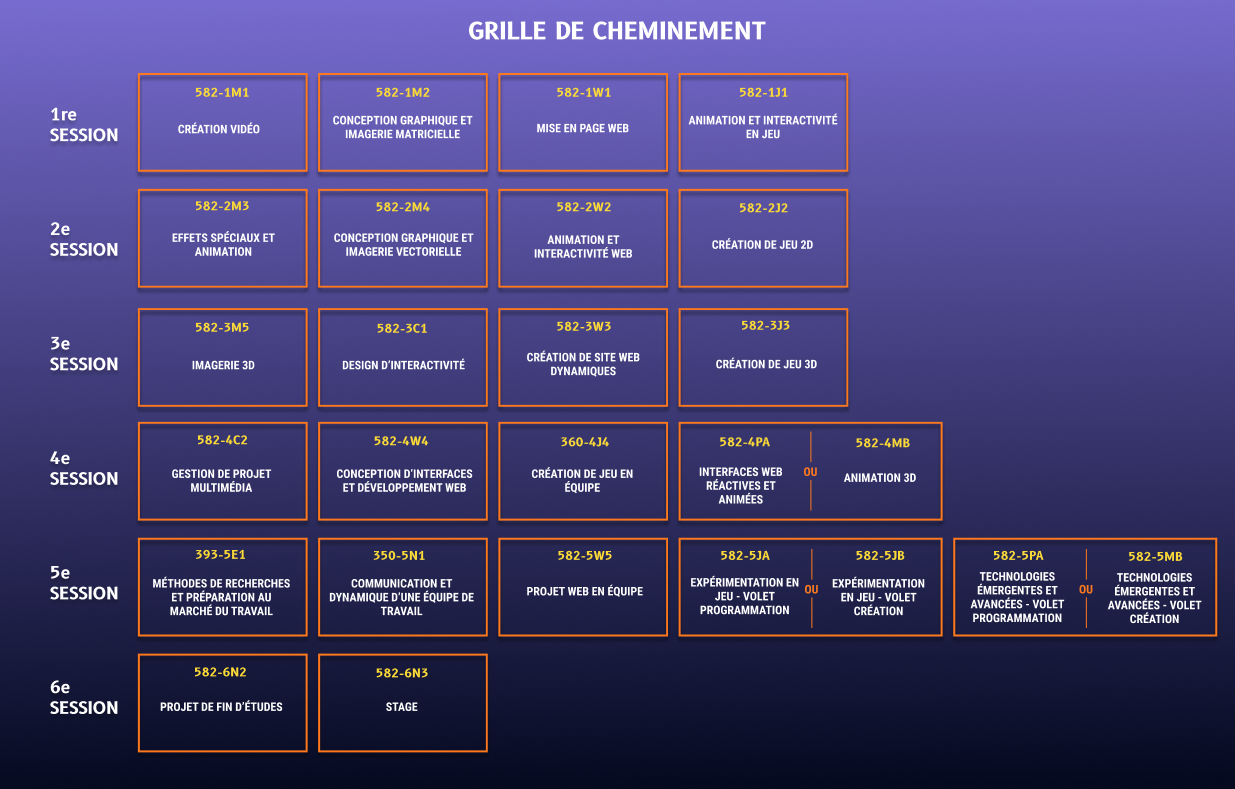 GRILLE DE CHEMINEMENT
1re
SESSION
582-1M1
CRÉATION VIDÉO
582-1M2
CONCEPTION GRAPHIQUE ET
IMAGERIE MATRICIELLE
582-1W1
MISE EN PAGE WEB
582-1J1
ANIMATION ET INTERACTIVITÉ
EN JEU
2e
SESSION
582-2M3
EFFETS SPÉCIAUX ET
ANIMATION
582-2M4
CONCEPTION GRAPHIQUE ET
IMAGERIE VECTORIELLE
582-2W2
ANIMATION ET
INTERACTIVITÉ WEB
582-2J2
CRÉATION DE JEU 2D
3e
SESSION
582-3M5
IMAGERIE 3D
582-3C1
DESIGN D'INTERACTIVITÉ
582-3W3
CRÉATION DE SITE WEB
DYNAMIQUES
582-3J3
CRÉATION DE JEU 3D
4e
SESSION
582-4C2
GESTION DE PROJET
MULTIMÉDIA
582-4W4
CONCEPTION D'INTERFACES
ET DÉVELOPPEMENT WEB
360-4J4
CRÉATION DE JEU EN
ÉQUIPE
582-4PA
INTERFACES WEB
RÉACTIVES ET
ANIMÉES
OU
582-4MB
ANIMATION 3D
5e
SESSION
393-5E1
MÉTHODES DE RECHERCHES
ET PRÉPARATION AU
MARCHÉ DU TRAVAIL
350-5N1
COMMUNICATION ET
DYNAMIQUE D'UNE ÉQUIPE DE
TRAVAIL
582-5W5
PROJET WEB EN ÉQUIPE
582-5JA
EXPÉRIMENTATION EN
JEU - VOLET
PROGRAMMATION
OU
582-5JB
EXPÉRIMENTATION
EN JEU - VOLET
CRÉATION
582-5PA
TECHNOLOGIES
ÉMERGENTES ET
AVANCÉES - VOLET
PROGRAMMATION
OU
582-5MB
TECHNOLOGIES
ÉMERGENTES ET
AVANCÉES - VOLET
CRÉATION
6e
SESSION
582-6N2
PROJET DE FIN D'ÉTUDES
582-6N3
STAGE